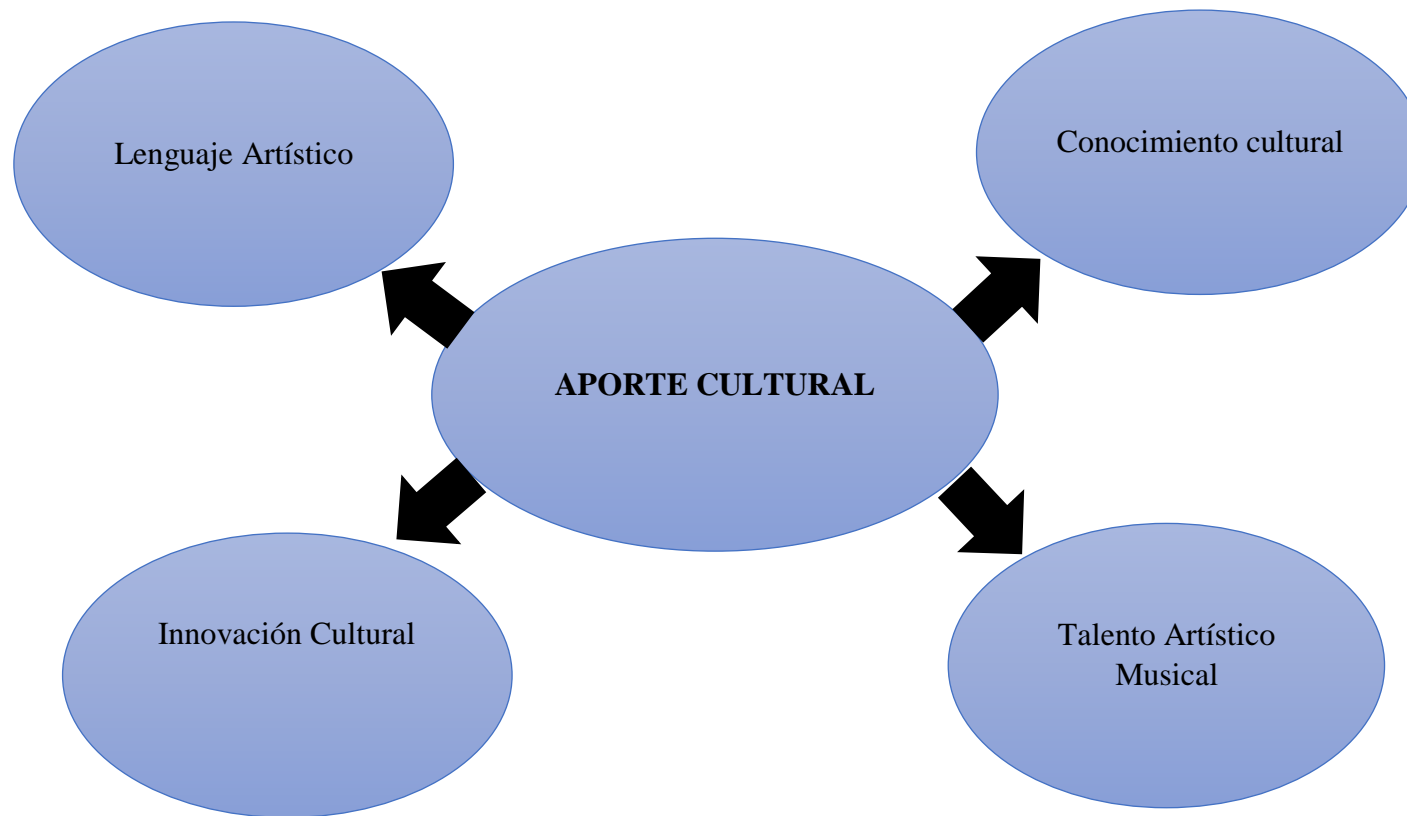 Lenguaje Artístico
Conocimiento cultural
APORTE CULTURAL
Innovación Cultural
Talento Artístico
Musical